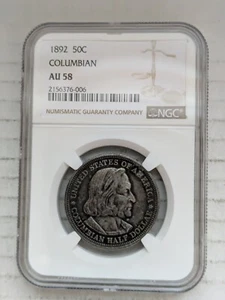 1892 50C
COLUMBIAN
AU 58
2156376-006
NUMISMATIC GUARANTY COMPANY
NGC
UNITED STATES OF AMERICA
COLUMBIAN HALF DOLLAR